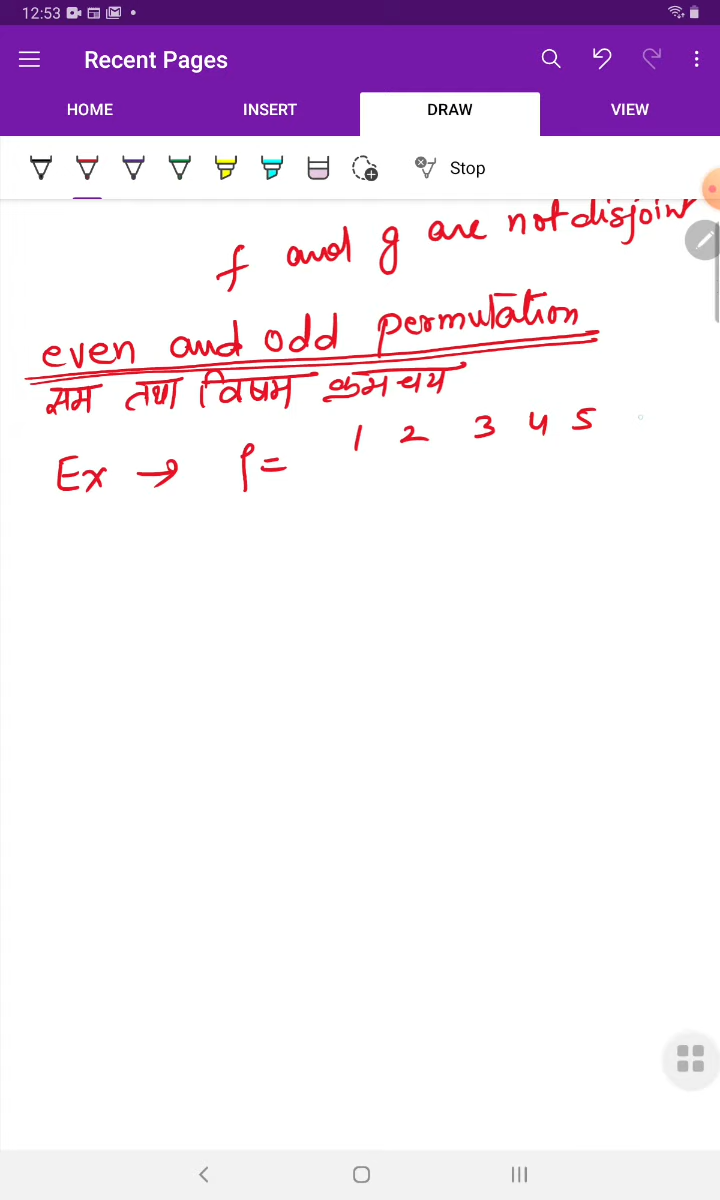 12:53
Recent Pages
HOME INSERT DRAW VIEW
Stop
f and g are not disjoint
even and odd permutation
सम तथा विषम क्रमचय
1 2 3 4 5
Ex → f =